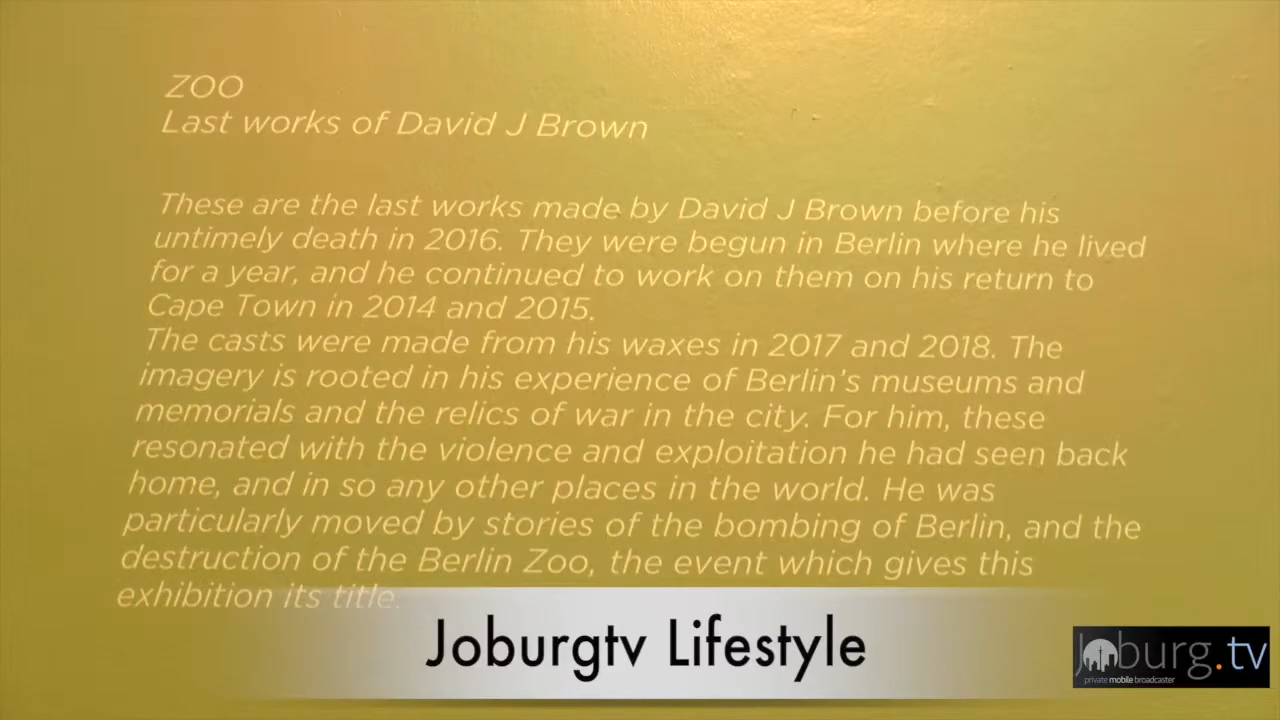 ZOO
Last works of David J Brown
These are the last works made by David J Brown before his
untimely death in 2016. They were begun in Berlin where he lived
for a year, and he continued to work on them on his return to
Cape Town in 2014 and 2015.
The casts were made from his waxes in 2017 and 2018. The
imagery is rooted in his experience of Berlin's museums and
memorials and the relics of war in the city. For him, these
resonated with the violence and exploitation he had seen back
home, and in so any other places in the world. He was
particularly moved by stories of the bombing of Berlin, and the
destruction of the Berlin Zoo, the event which gives this
exhibition its title.
Joburgtv Lifestyle
Joburg.tv
private mobile broadcaster